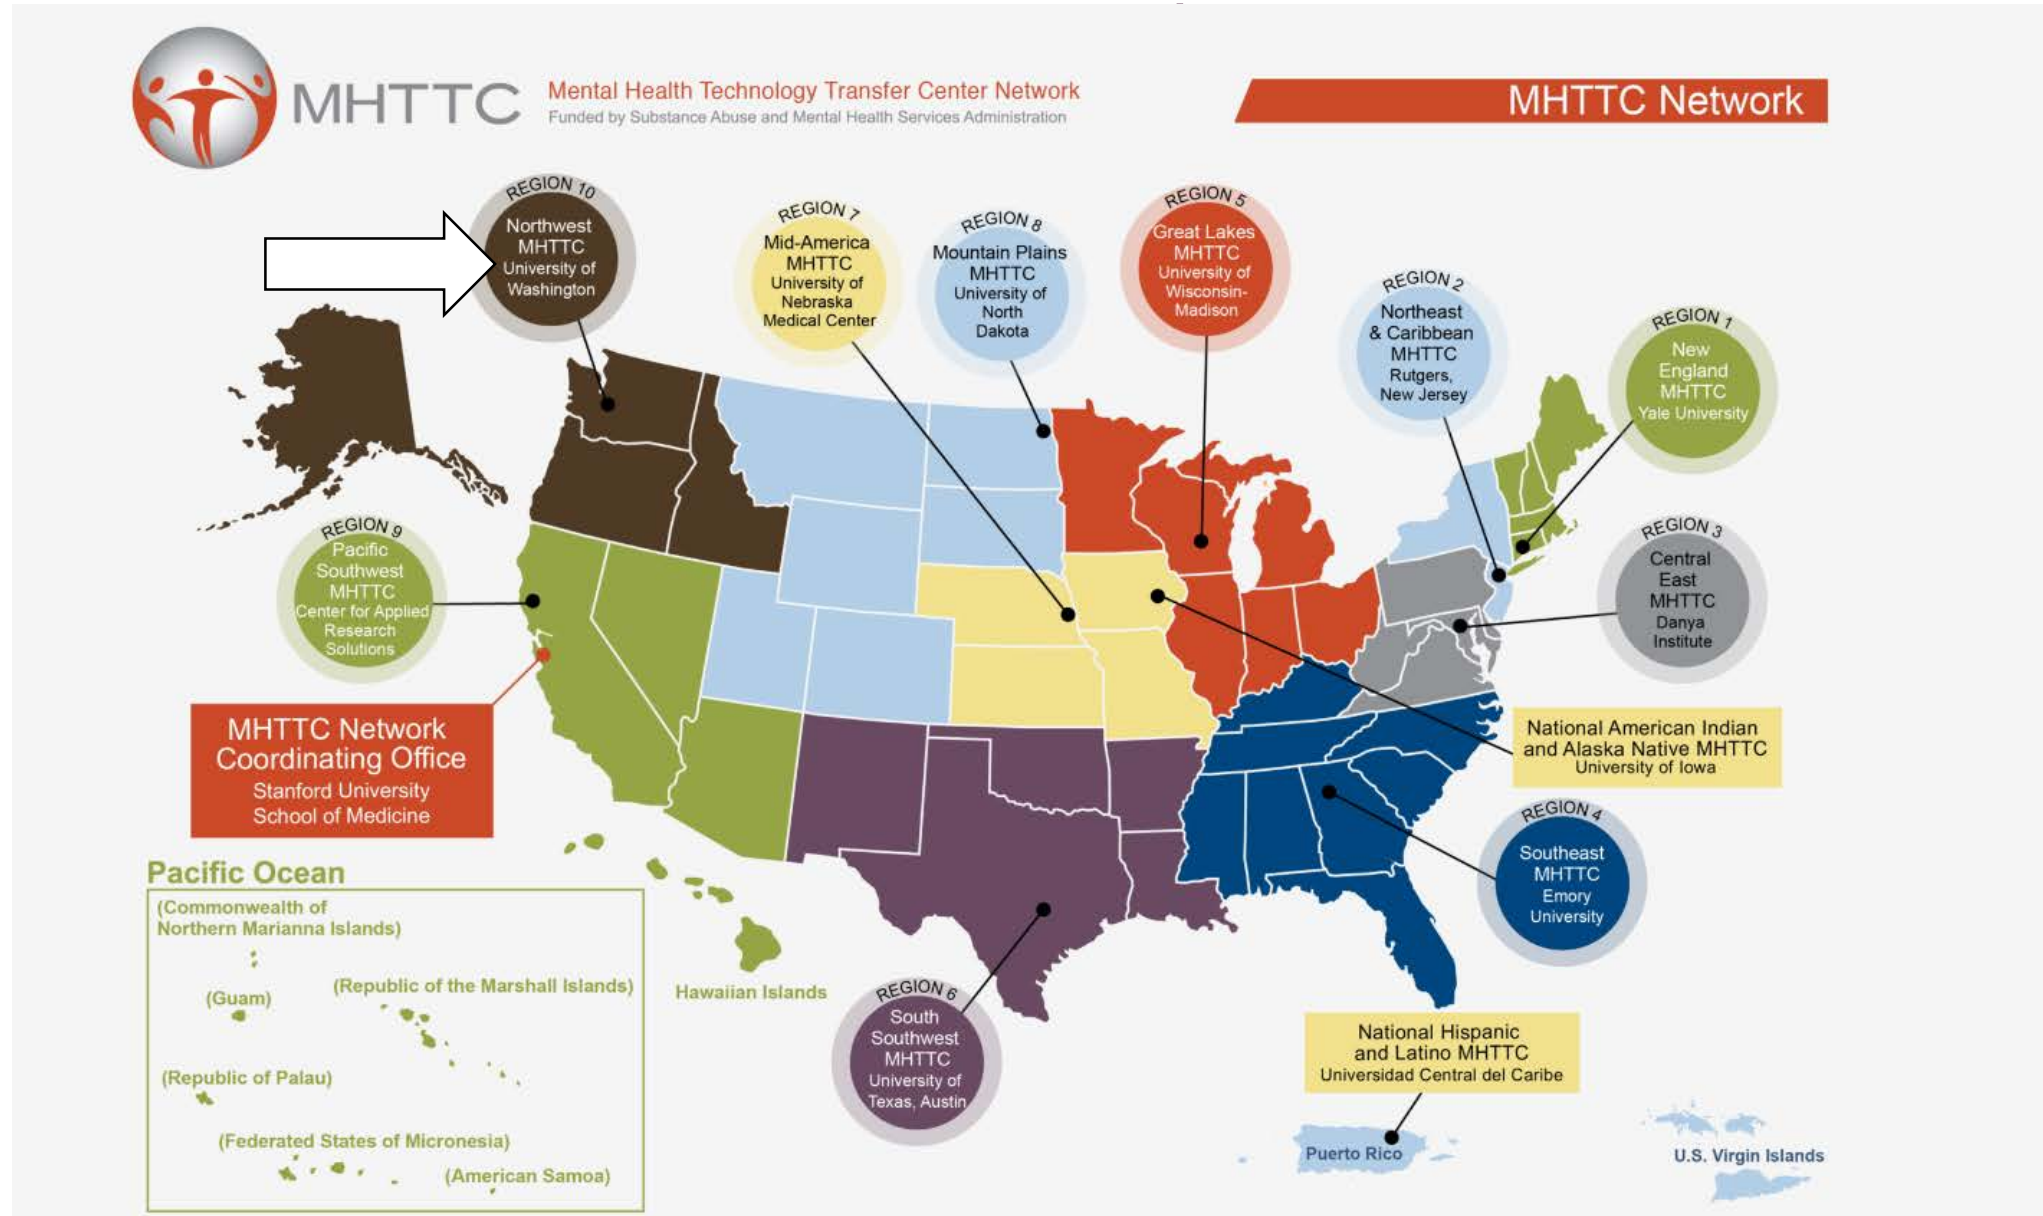 MHTTC
Mental Health Technology Transfer Center Network
Funded by Substance Abuse and Mental Health Services Administration
MHTTC Network
REGION 10
Northwest
MHTTC
University of
Washington
REGION 7
Mid-America
MHTTC
University of
Nebraska
Medical Center
REGION 8
Mountain Plains
MHTTC
University of
North
Dakota
REGION 5
Great Lakes
MHTTC
University of
Wisconsin-
Madison
REGION 2
Northeast
& Caribbean
MHTTC
Rutgers,
New Jersey
REGION 1
New
England
MHTTC
Yale University
REGION 9
Pacific
Southwest
MHTTC
Center for Applied
Research
Solutions
REGION 3
Central
East
MHTTC
Danya
Institute
MHTTC Network
Coordinating Office
Stanford University
School of Medicine
National American Indian
and Alaska Native MHTTC
University of Iowa
REGION 4
Southeast
MHTTC
Emory
University
Pacific Ocean
(Commonwealth of
Northern Marianna Islands)
(Guam)
(Republic of the Marshall Islands)
(Republic of Palau)
(Federated States of Micronesia)
(American Samoa)
Hawaiian Islands
REGION 6
South
Southwest
MHTTC
University of
Texas, Austin
National Hispanic
and Latino MHTTC
Universidad Central del Caribe
Puerto Rico
U.S. Virgin Islands